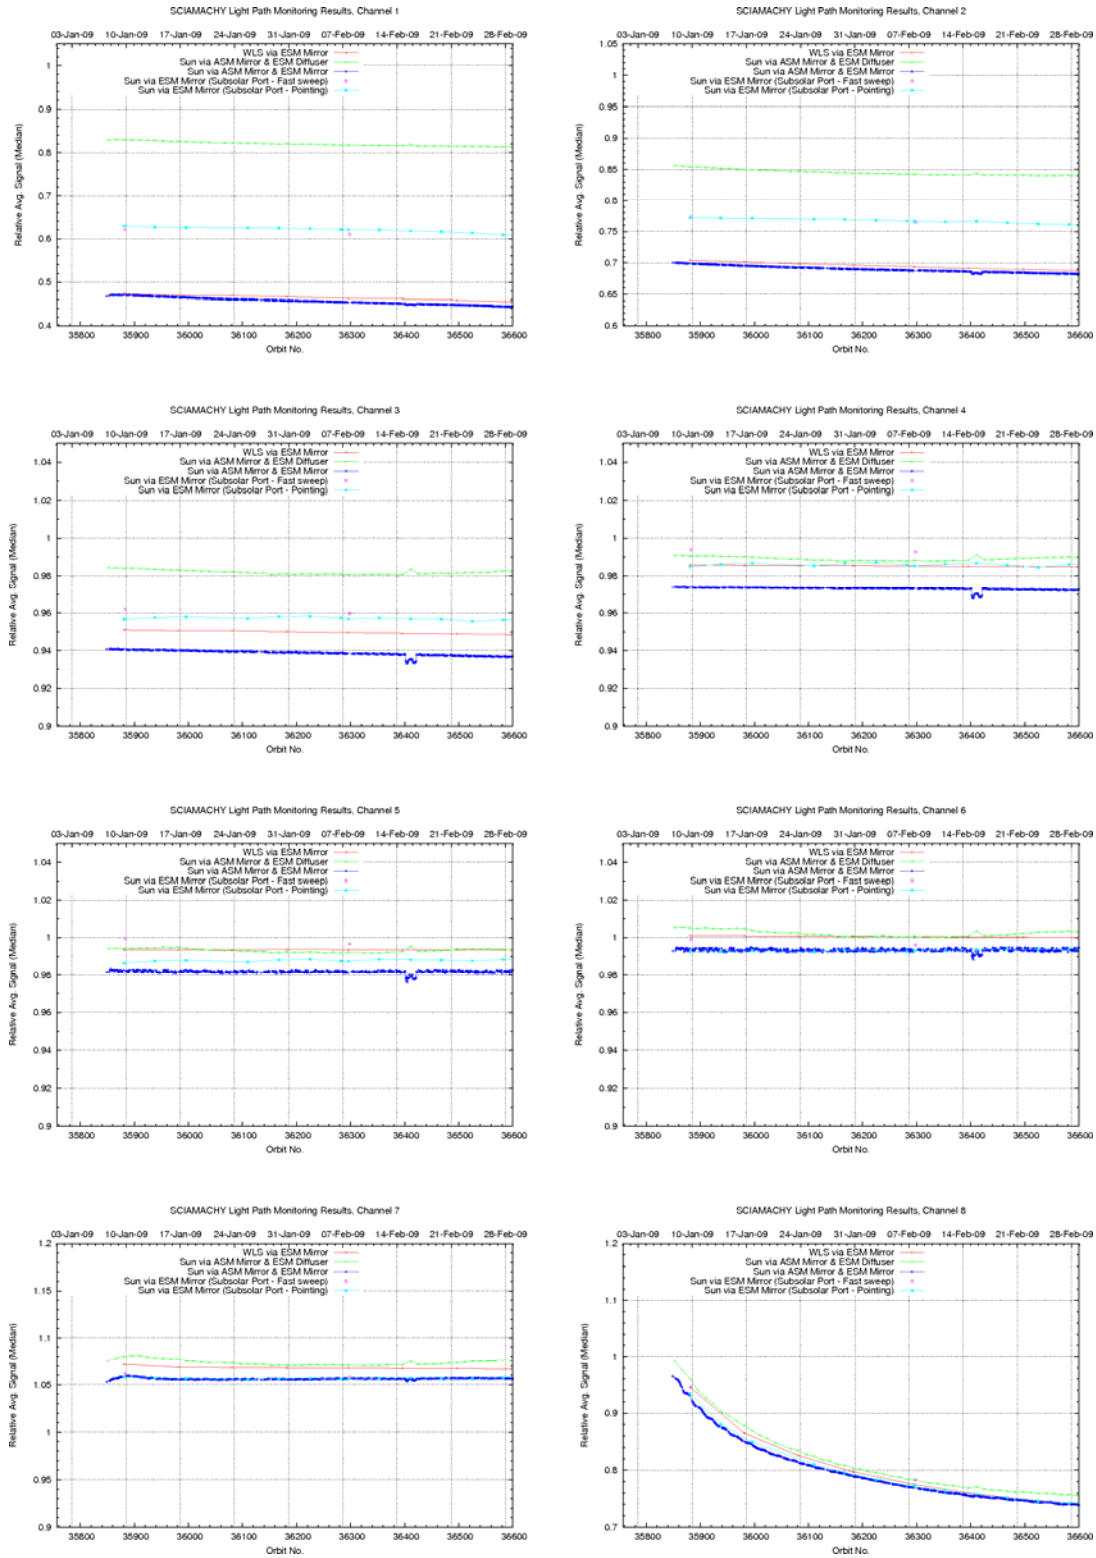 SCIAMACHY Light Path Monitoring Results, Channel 1
03-Jan-09 10-Jan-09 17-Jan-09 24-Jan-09 31-Jan-09 07-Feb-09 14-Feb-09 21-Feb-09 28-Feb-09
WLS via ESM Mirror
Sun via ASM Mirror & ESM Diffuser
Sun via ASM Mirror & ESM Mirror
Sun via ESM Mirror (Subsolar Port - Fast sweep)
Sun via ESM Mirror (Subsolar Port - Pointing)
Relative Avg. Signal (Median)
1
0.9
0.8
0.7
0.6
0.5
0.4
35800 35900 36000 36100 36200 36300 36400 36500 36600
Orbit No.
SCIAMACHY Light Path Monitoring Results, Channel 2
03-Jan-09 10-Jan-09 17-Jan-09 24-Jan-09 31-Jan-09 07-Feb-09 14-Feb-09 21-Feb-09 28-Feb-09
WLS via ESM Mirror
Sun via ASM Mirror & ESM Diffuser
Sun via ASM Mirror & ESM Mirror
Sun via ESM Mirror (Subsolar Port - Fast sweep)
Sun via ESM Mirror (Subsolar Port - Pointing)
Relative Avg. Signal (Median)
1.05
1
0.95
0.9
0.85
0.8
0.75
0.7
0.65
0.6
35800 35900 36000 36100 36200 36300 36400 36500 36600
Orbit No.
SCIAMACHY Light Path Monitoring Results, Channel 3
03-Jan-09 10-Jan-09 17-Jan-09 24-Jan-09 31-Jan-09 07-Feb-09 14-Feb-09 21-Feb-09 28-Feb-09
WLS via ESM Mirror
Sun via ASM Mirror & ESM Diffuser
Sun via ASM Mirror & ESM Mirror
Sun via ESM Mirror (Subsolar Port - Fast sweep)
Sun via ESM Mirror (Subsolar Port - Pointing)
Relative Avg. Signal (Median)
1.04
1.02
1
0.98
0.96
0.94
0.92
0.9
35800 35900 36000 36100 36200 36300 36400 36500 36600
Orbit No.
SCIAMACHY Light Path Monitoring Results, Channel 4
03-Jan-09 10-Jan-09 17-Jan-09 24-Jan-09 31-Jan-09 07-Feb-09 14-Feb-09 21-Feb-09 28-Feb-09
WLS via ESM Mirror
Sun via ASM Mirror & ESM Diffuser
Sun via ASM Mirror & ESM Mirror
Sun via ESM Mirror (Subsolar Port - Fast sweep)
Sun via ESM Mirror (Subsolar Port - Pointing)
Relative Avg. Signal (Median)
1.04
1.02
1
0.98
0.96
0.94
0.92
0.9
35800 35900 36000 36100 36200 36300 36400 36500 36600
Orbit No.
SCIAMACHY Light Path Monitoring Results, Channel 5
03-Jan-09 10-Jan-09 17-Jan-09 24-Jan-09 31-Jan-09 07-Feb-09 14-Feb-09 21-Feb-09 28-Feb-09
WLS via ESM Mirror
Sun via ASM Mirror & ESM Diffuser
Sun via ASM Mirror & ESM Mirror
Sun via ESM Mirror (Subsolar Port - Fast sweep)
Sun via ESM Mirror (Subsolar Port - Pointing)
Relative Avg. Signal (Median)
1.04
1.02
1
0.98
0.96
0.94
0.92
0.9
35800 35900 36000 36100 36200 36300 36400 36500 36600
Orbit No.
SCIAMACHY Light Path Monitoring Results, Channel 6
03-Jan-09 10-Jan-09 17-Jan-09 24-Jan-09 31-Jan-09 07-Feb-09 14-Feb-09 21-Feb-09 28-Feb-09
WLS via ESM Mirror
Sun via ASM Mirror & ESM Diffuser
Sun via ASM Mirror & ESM Mirror
Sun via ESM Mirror (Subsolar Port - Fast sweep)
Sun via ESM Mirror (Subsolar Port - Pointing)
Relative Avg. Signal (Median)
1.04
1.02
1
0.98
0.96
0.94
0.92
0.9
35800 35900 36000 36100 36200 36300 36400 36500 36600
Orbit No.
SCIAMACHY Light Path Monitoring Results, Channel 7
03-Jan-09 10-Jan-09 17-Jan-09 24-Jan-09 31-Jan-09 07-Feb-09 14-Feb-09 21-Feb-09 28-Feb-09
WLS via ESM Mirror
Sun via ASM Mirror & ESM Diffuser
Sun via ASM Mirror & ESM Mirror
Sun via ESM Mirror (Subsolar Port - Fast sweep)
Sun via ESM Mirror (Subsolar Port - Pointing)
Relative Avg. Signal (Median)
1.2
1.15
1.1
1.05
1
0.95
0.9
35800 35900 36000 36100 36200 36300 36400 36500 36600
Orbit No.
SCIAMACHY Light Path Monitoring Results, Channel 8
03-Jan-09 10-Jan-09 17-Jan-09 24-Jan-09 31-Jan-09 07-Feb-09 14-Feb-09 21-Feb-09 28-Feb-09
WLS via ESM Mirror
Sun via ASM Mirror & ESM Diffuser
Sun via ASM Mirror & ESM Mirror
Sun via ESM Mirror (Subsolar Port - Fast sweep)
Sun via ESM Mirror (Subsolar Port - Pointing)
Relative Avg. Signal (Median)
1.2
1.1
1
0.9
0.8
0.7
35800 35900 36000 36100 36200 36300 36400 36500 36600
Orbit No.